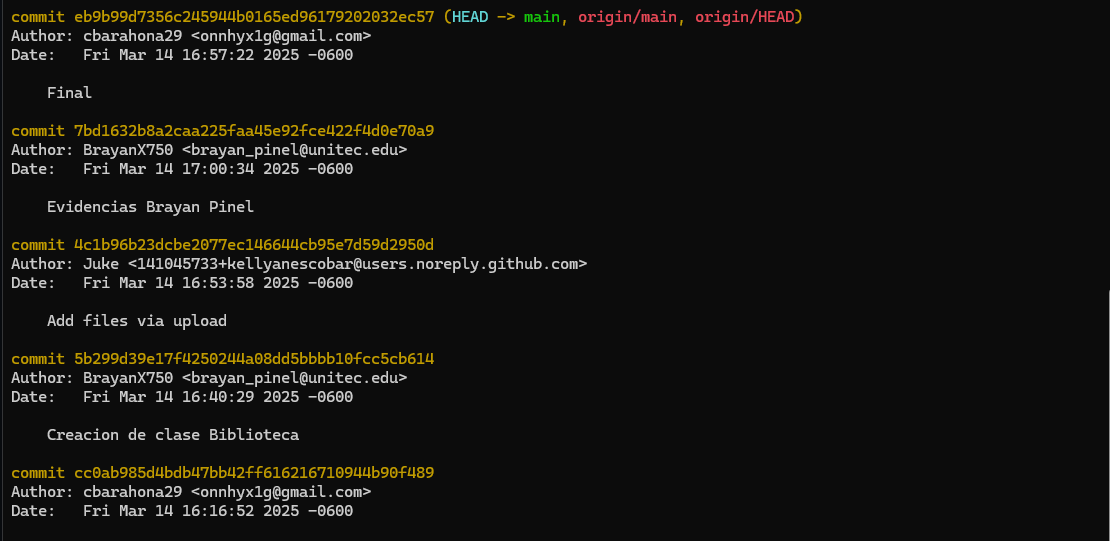 commit eb9b99d7356c245944b0165ed96179202032ec57 (HEAD -> main, origin/main, origin/HEAD)
Author: cbarahona29 <onnhyx1g@gmail.com>
Date:   Fri Mar 14 16:57:22 2025 -0600
    Final
commit 7bd1632b8a2caa225faa45e92fce422f4d0e70a9
Author: BrayanX750 <brayan_pinel@unitec.edu>
Date:   Fri Mar 14 17:00:34 2025 -0600
    Evidencias Brayan Pinel
commit 4c1b96b23dcbe2077ec146644cb95e7d59d2950d
Author: Juke <141045733+kellyanescobar@users.noreply.github.com>
Date:   Fri Mar 14 16:53:58 2025 -0600
    Add files via upload
commit 5b299d39e17f4250244a08dd5bbbb10fcc5cb614
Author: BrayanX750 <brayan_pinel@unitec.edu>
Date:   Fri Mar 14 16:40:29 2025 -0600
    Creacion de clase Biblioteca
commit cc0ab985d4bdb47bb42ff616216710944b90f489
Author: cbarahona29 <onnhyx1g@gmail.com>
Date:   Fri Mar 14 16:16:52 2025 -0600